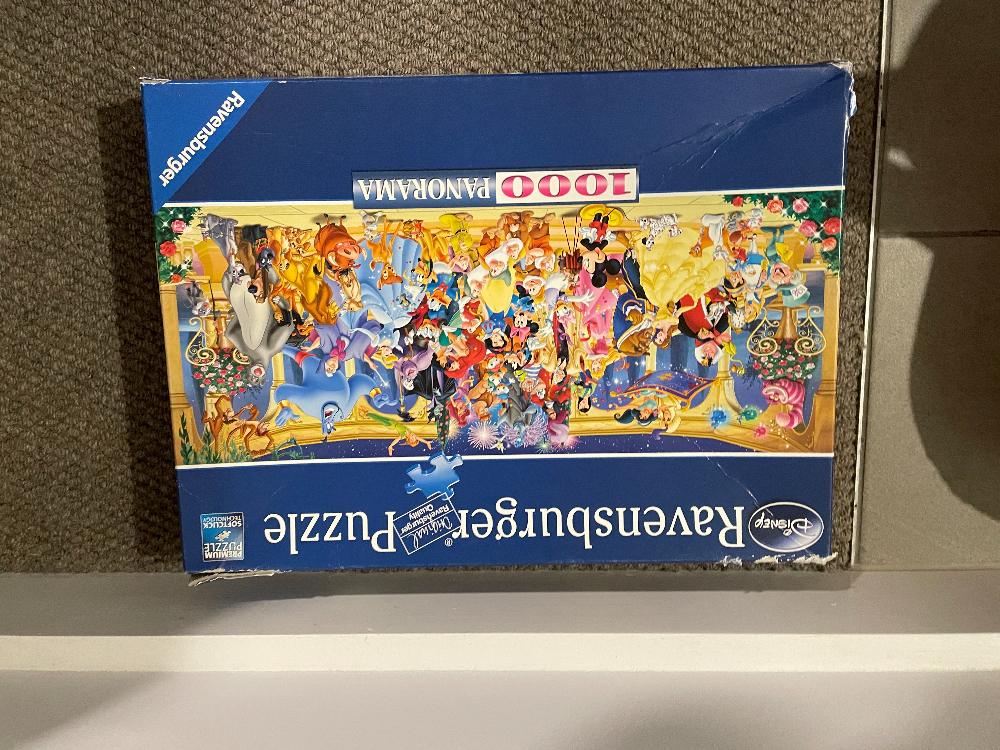 Disney
Ravensburger Puzzle
®
Original
Ravensburger
Quality
PREMIUM
PUZZLE
SOFTCLICK
TECHNOLOGY
1000 PANORAMA
Ravensburger